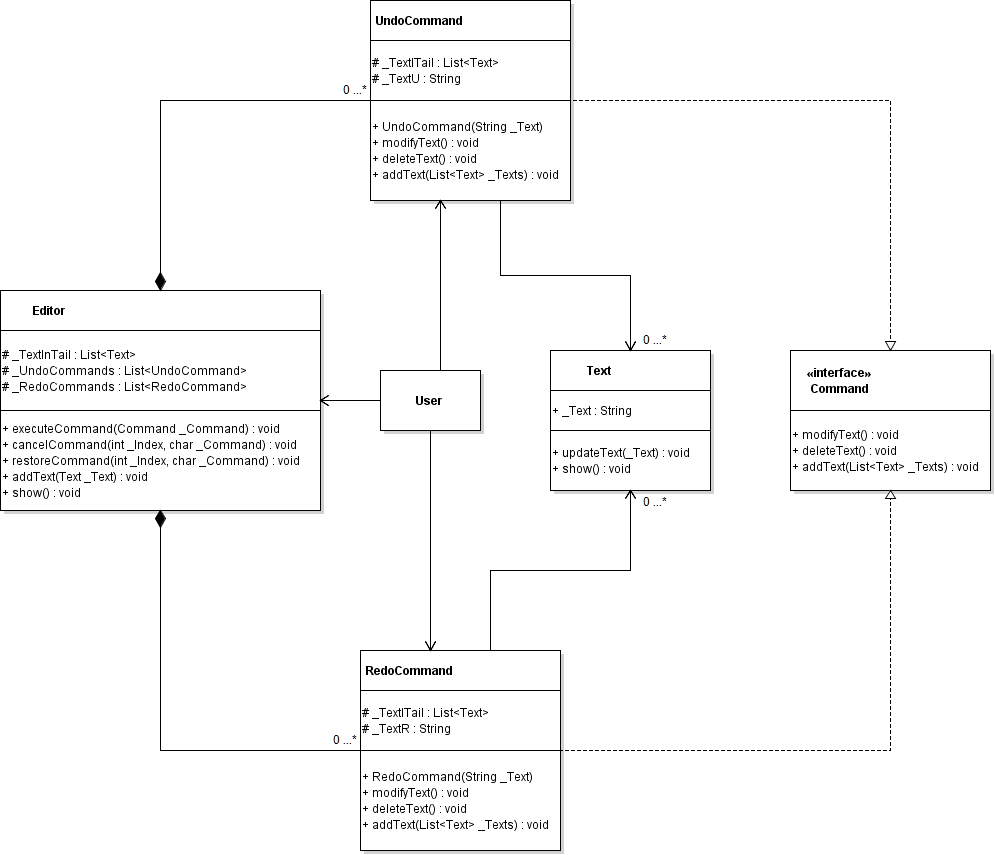 UndoCommand
# _TextITail : List<Text>
# _TextU : String
0 ...*
+ UndoCommand(String _Text)
+ modifyText() : void
+ deleteText() : void
+ addText(List<Text> _Texts) : void
Editor
# _TextInTail : List<Text>
# _UndoCommands : List<UndoCommand>
# _RedoCommands : List<RedoCommand>
+ executeCommand(Command _Command) : void
+ cancelCommand(int _Index, char _Command) : void
+ restoreCommand(int _Index, char _Command) : void
+ addText(Text _Text) : void
+ show() : void
User
0 ...*
Text
+ _Text : String
+ updateText(_Text) : void
+ show() : void
0 ...*
«interface»
Command
+ modifyText() : void
+ deleteText() : void
+ addText(List<Text> _Texts) : void
RedoCommand
# _TextITail : List<Text>
# _TextR : String
0 ...*
+ RedoCommand(String _Text)
+ modifyText() : void
+ deleteText() : void
+ addText(List<Text> _Texts) : void